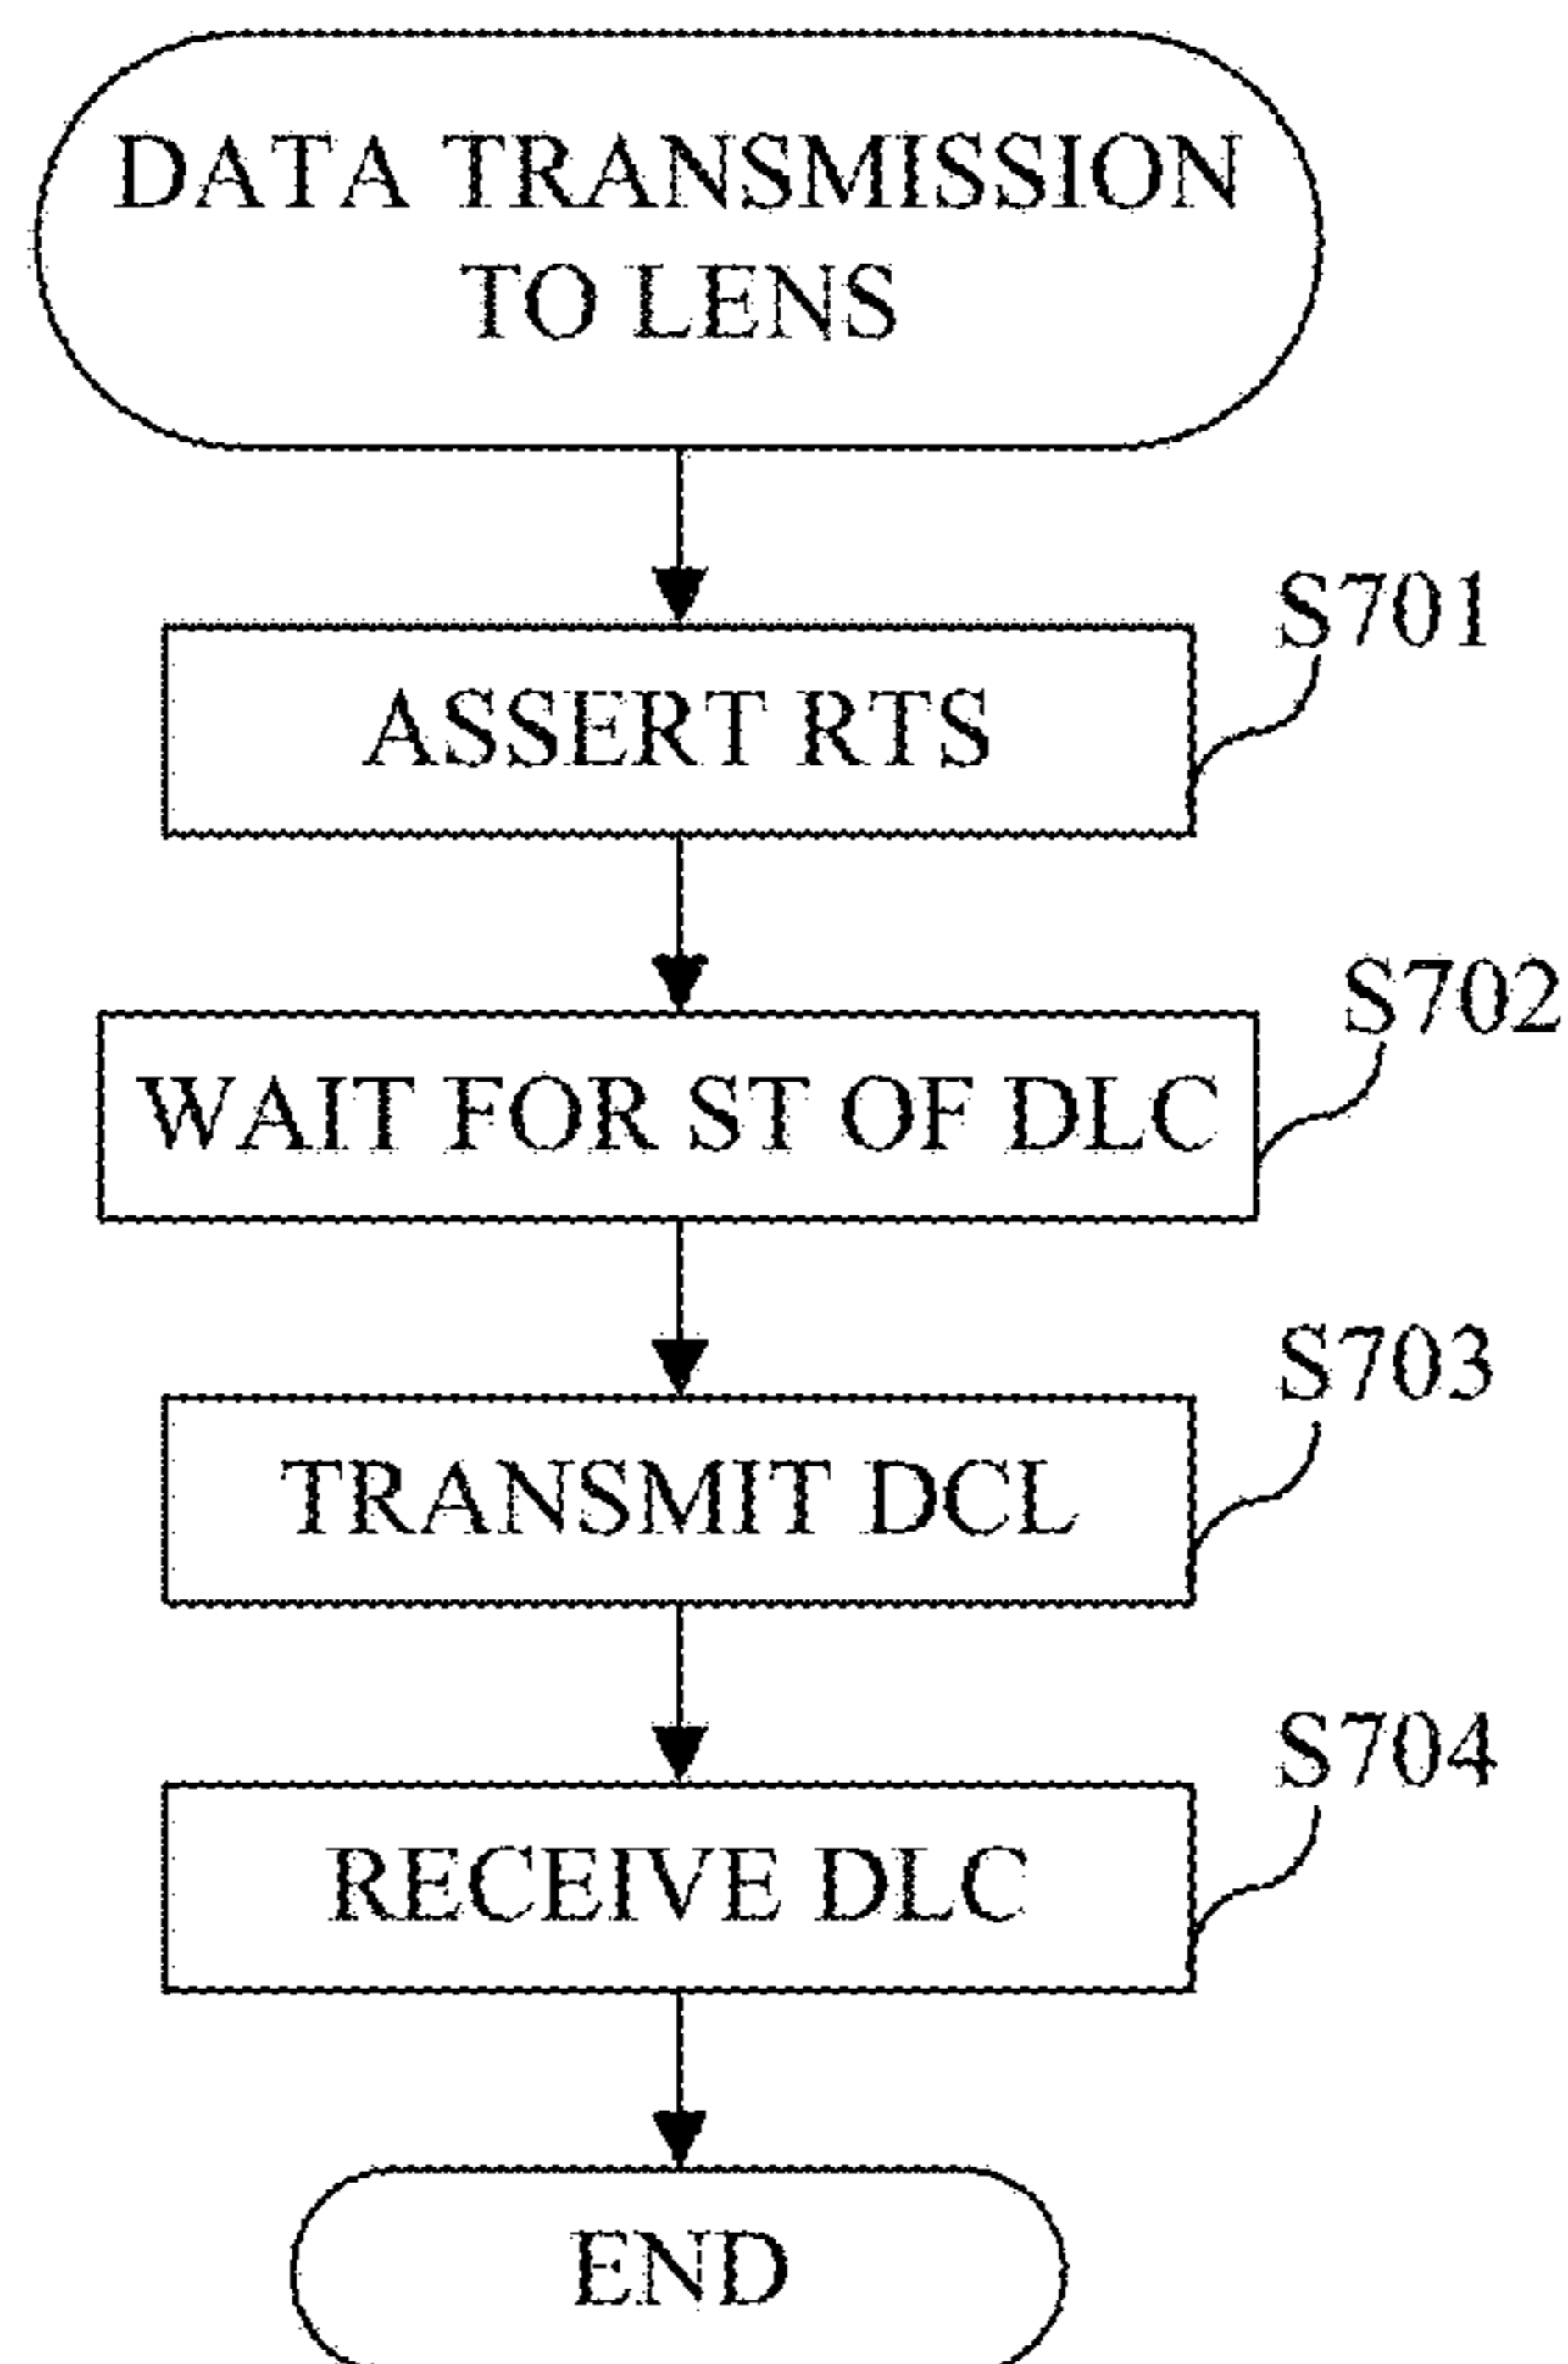 DATA TRANSMISSION
TO LENS
S701
ASSERT RTS
S702
WAIT FOR ST OF DLC
S703
TRANSMIT DCL
S704
RECEIVE DLC
END